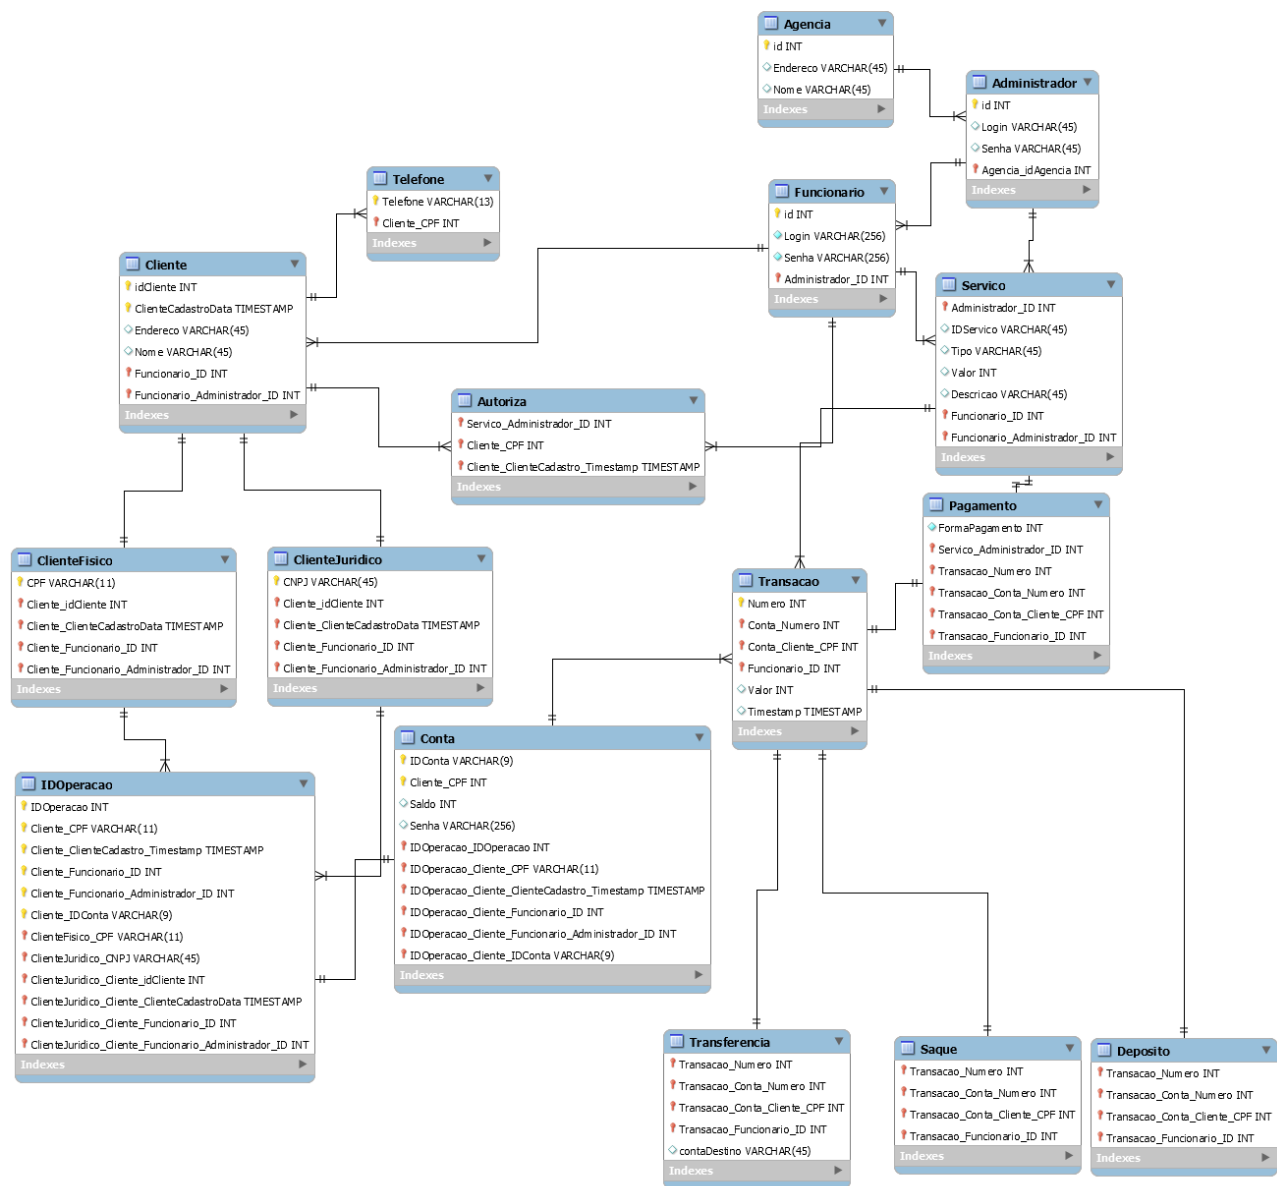 Agencia
id INT
Endereco VARCHAR(45)
Nome VARCHAR(45)
Indexes
Administrador
id INT
Login VARCHAR(45)
Senha VARCHAR(45)
Agencia_idAgencia INT
Indexes
Telefone
Telefone VARCHAR(13)
Cliente_CPF INT
Indexes
Funcionario
id INT
Login VARCHAR(256)
Senha VARCHAR(256)
Administrador_ID INT
Indexes
Cliente
idCliente INT
ClienteCadastroData TIMESTAMP
Endereco VARCHAR(45)
Nome VARCHAR(45)
Funcionario_ID INT
Funcionario_Administrador_ID INT
Indexes
Servico
Administrador_ID INT
IDServico VARCHAR(45)
Tipo VARCHAR(45)
Valor INT
Descricao VARCHAR(45)
Funcionario_ID INT
Funcionario_Administrador_ID INT
Indexes
Autoriza
Servico_Administrador_ID INT
Cliente_CPF INT
Cliente_ClienteCadastro_Timestamp TIMESTAMP
Indexes
Pagamento
FormaPagamento INT
Servico_Administrador_ID INT
Transacao_Numero INT
Transacao_Conta_Numero INT
Transacao_Conta_Cliente_CPF INT
Transacao_Funcionario_ID INT
Indexes
ClienteFisico
CPF VARCHAR(11)
Cliente_idCliente INT
Cliente_ClienteCadastroData TIMESTAMP
Cliente_Funcionario_ID INT
Cliente_Funcionario_Administrador_ID INT
Indexes
ClienteJuridico
CNPJ VARCHAR(45)
Cliente_idCliente INT
Cliente_ClienteCadastroData TIMESTAMP
Cliente_Funcionario_ID INT
Cliente_Funcionario_Administrador_ID INT
Indexes
Transacao
Numero INT
Conta_Numero INT
Conta_Cliente_CPF INT
Funcionario_ID INT
Valor INT
Timestamp TIMESTAMP
Indexes
Conta
IDConta VARCHAR(9)
Cliente_CPF INT
Saldo INT
Senha VARCHAR(256)
IDOperacao_IDOperacao INT
IDOperacao_Cliente_CPF VARCHAR(11)
IDOperacao_Cliente_ClienteCadastro_Timestamp TIMESTAMP
IDOperacao_Cliente_Funcionario_ID INT
IDOperacao_Cliente_Funcionario_Administrador_ID INT
IDOperacao_Cliente_IDConta VARCHAR(9)
Indexes
IDOperacao
IDOperacao INT
Cliente_CPF VARCHAR(11)
Cliente_ClienteCadastro_Timestamp TIMESTAMP
Cliente_Funcionario_ID INT
Cliente_Funcionario_Administrador_ID INT
Cliente_IDConta VARCHAR(9)
ClienteFisico_CPF VARCHAR(11)
ClienteJuridico_CNPJ VARCHAR(45)
ClienteJuridico_Cliente_idCliente INT
ClienteJuridico_Cliente_ClienteCadastroData TIMESTAMP
ClienteJuridico_Cliente_Funcionario_ID INT
ClienteJuridico_Cliente_Funcionario_Administrador_ID INT
Indexes
Transferencia
Transacao_Numero INT
Transacao_Conta_Numero INT
Transacao_Conta_Cliente_CPF INT
Transacao_Funcionario_ID INT
contaDestino VARCHAR(45)
Indexes
Saque
Transacao_Numero INT
Transacao_Conta_Numero INT
Transacao_Conta_Cliente_CPF INT
Transacao_Funcionario_ID INT
Indexes
Deposito
Transacao_Numero INT
Transacao_Conta_Numero INT
Transacao_Conta_Cliente_CPF INT
Transacao_Funcionario_ID INT
Indexes